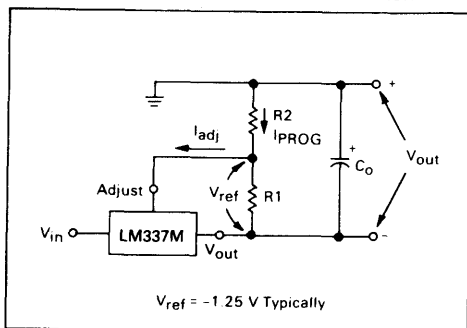 +
R2
IPROG
Iadj
+
Co
Vout
Adjust
Vref
R1
Vin
LM337M
Vout
-
Vref = -1.25 V Typically